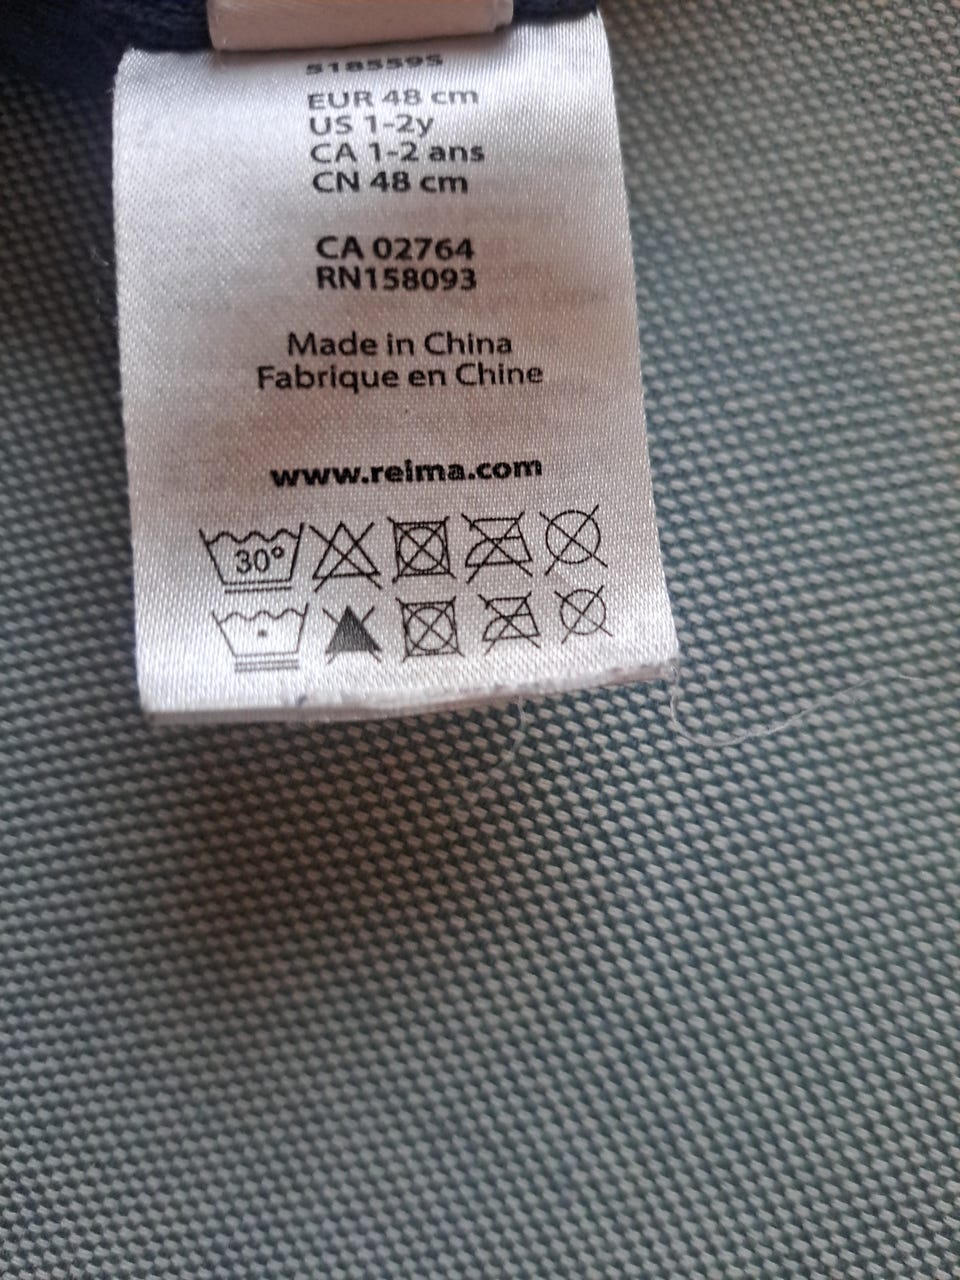 518559S
EUR 48 cm
US 1-2y
CA 1-2 ans
CN 48 cm
CA 02764
RN158093
Made in China
Fabrique en Chine
www.reima.com
30°